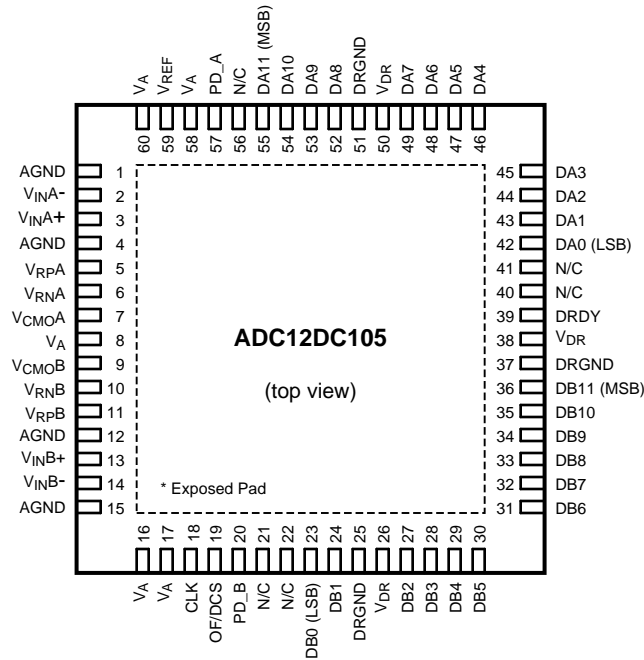 VA
VREF
VA
PD_A
N/C
DA11 (MSB)
DA10
DA9
DA8
DRGND
VDR
DA7
DA6
DA5
DA4
60
59
58
57
56
55
54
53
52
51
50
49
48
47
46
AGND 1
VINA- 2
VINA+ 3
AGND 4
VRPA 5
VRNA 6
VCMOA 7
VA 8
VCMOB 9
VRNB 10
VRPB 11
AGND 12
VINB+ 13
VINB- 14
AGND 15
ADC12DC105
(top view)
* Exposed Pad
45 DA3
44 DA2
43 DA1
42 DA0 (LSB)
41 N/C
40 N/C
39 DRDY
38 VDR
37 DRGND
36 DB11 (MSB)
35 DB10
34 DB9
33 DB8
32 DB7
31 DB6
16
17
18
19
20
21
22
23
24
25
26
27
28
29
30
VA
VA
CLK
OF/DCS
PD_B
N/C
N/C
DB0 (LSB)
DB1
DRGND
VDR
DB2
DB3
DB4
DB5